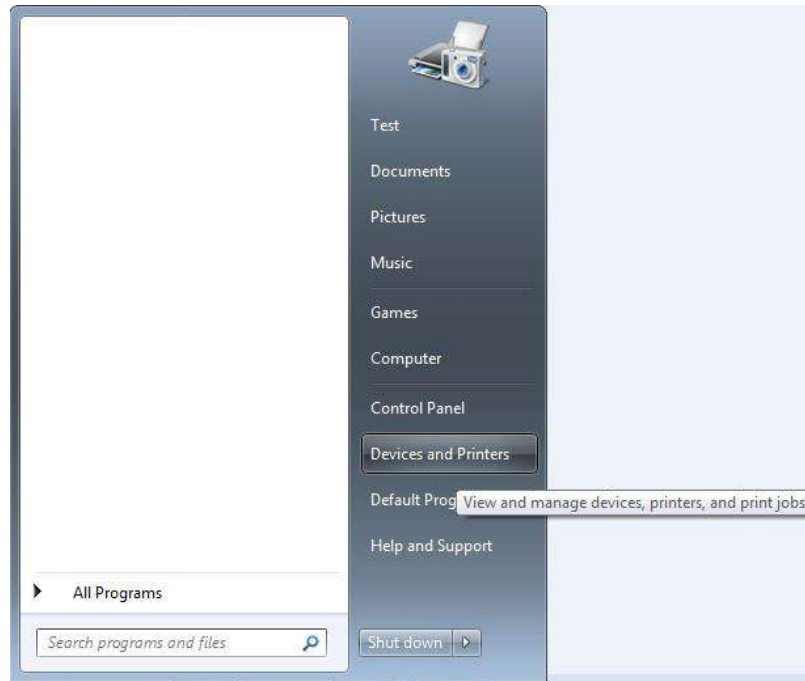 Test
Documents
Pictures
Music
Games
Computer
Control Panel
Devices and Printers
Default Prog
View and manage devices, printers, and print jobs
Help and Support
All Programs
Search programs and files
Shut down